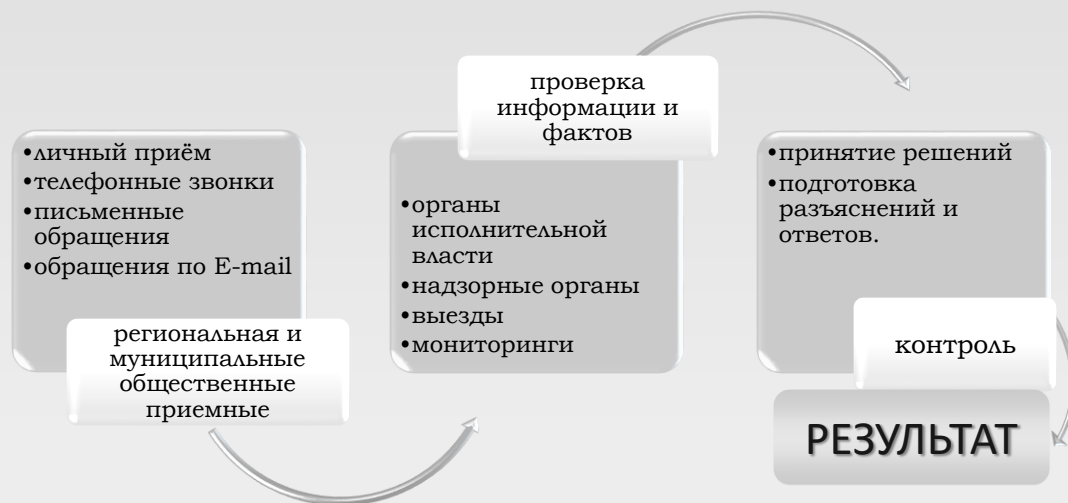 •личный приём
•телефонные звонки
•письменные
обращения
•обращения по E-mail
региональная и
муниципальные
общественные
приемные
проверка
информации и
фактов
•органы
исполнительной
власти
•надзорные органы
•выезды
•мониторинги
•принятие решений
•подготовка
разъяснений и
ответов.
контроль
РЕЗУЛЬТАТ